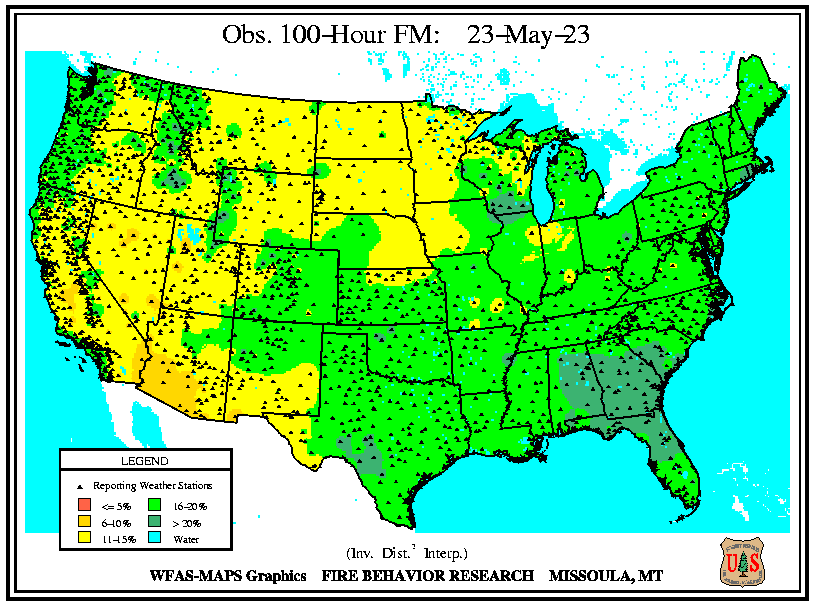 Obs. 100-Hour FM: 23-May-23
LEGEND
Reporting Weather Stations
<= 5% 16-20%
6-10% > 20%
11-15% Water
(Inv. Dist.² Interp.)
WFAS-MAPS Graphics FIRE BEHAVIOR RESEARCH MISSOULA, MT
U S